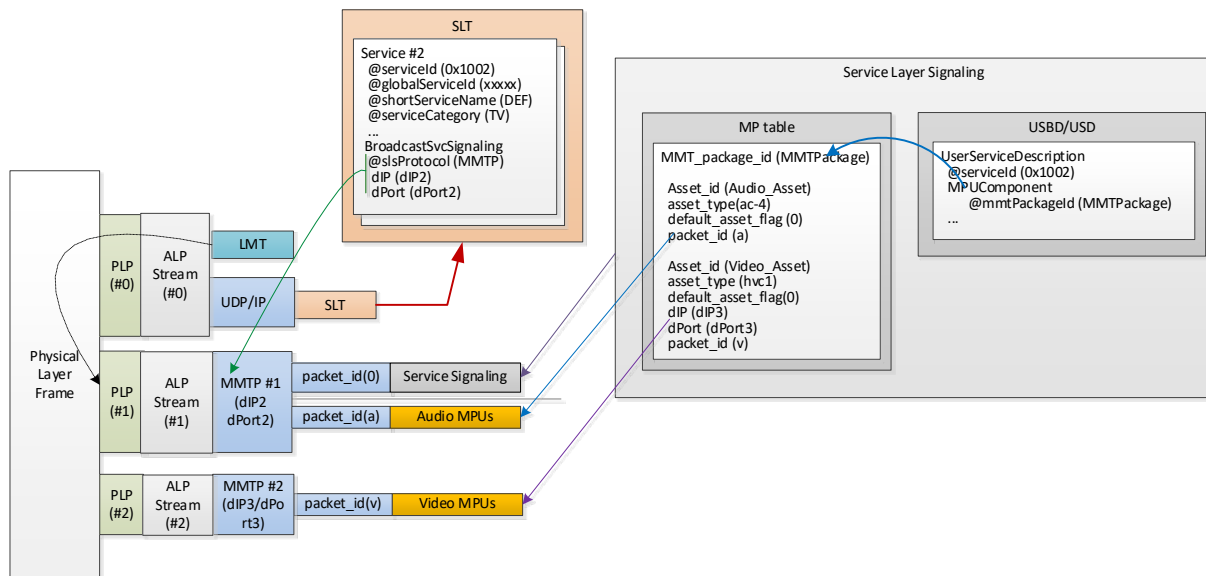 SLT
Service #2
@serviceId (0x1002)
@globalServiceId (xxxxx)
@shortServiceName (DEF)
@serviceCategory (TV)
...
BroadcastSvcSignaling
@slsProtocol (MMTP)
dIP (dIP2)
dPort (dPort2)
Service Layer Signaling
MP table
MMT_package_id (MMTPackage)
Asset_id (Audio_Asset)
asset_type(ac-4)
default_asset_flag (0)
packet_id (a)
Asset_id (Video_Asset)
asset_type (hvc1)
default_asset_flag(0)
dIP (dIP3)
dPort (dPort3)
packet_id (v)
USBD/USD
UserServiceDescription
@serviceId (0x1002)
MPUComponent
@mmtPackageId (MMTPackage)
...
Physical
Layer
Frame
PLP
(#0)
ALP
Stream
(#0)
LMT
UDP/IP
SLT
PLP
(#1)
ALP
Stream
(#1)
MMTP #1
(dIP2
dPort2)
packet_id(0)
Service Signaling
packet_id(a)
Audio MPUs
PLP
(#2)
ALP
Stream
(#2)
MMTP #2
(dIP3/dPo
rt3)
packet_id(v)
Video MPUs